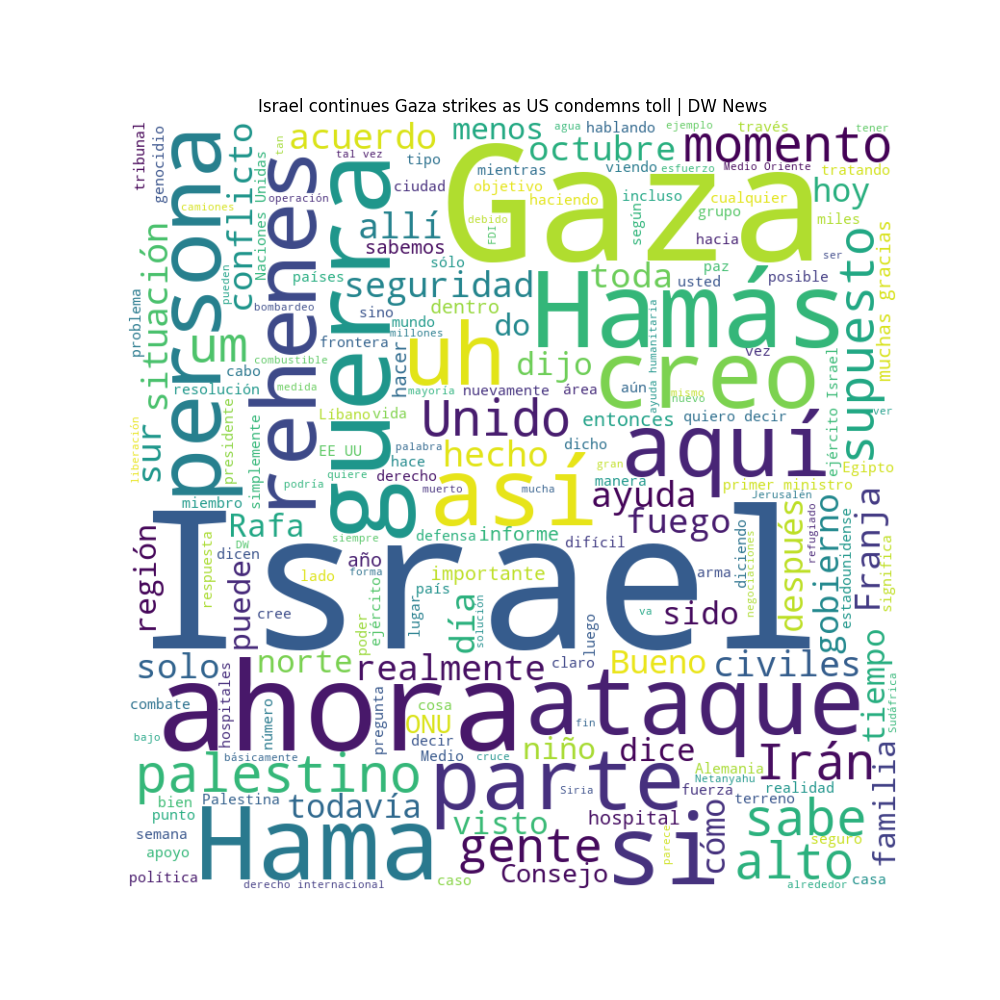 Israel continues Gaza strikes as US condemns toll | DW News
tribunal
genocidio
persona
camiones
conflicto
Naciones Unidas
pueden
tan
acuerdo
tal vez
operación
rehenes
guerra
tipo
ciudad
menos
agua
hablando
ejemplo
través
tener
octubre
momento
mientras
viendo
esfuerzo
Medio Oriente
tratando
objetivo
haciendo
incluso
cualquier
hoy
Gaza
allí
sabemos
debido
FDI
grupo
según
miles
hacia
ser
muchas gracias
situación
países
sólo
seguridad
toda
paz
usted
posible
supuesto
problema
bombardeo
sino
dentro
Hamás
mundo
millones
do
um
frontera
hacer
uh
dijo
creo
vez
ayuda humanitaria
combustible
cabo
resolución
medida
mayoría
nuevamente
área
aún
mismo
nuevo
ejército Israel
ver
sur
presidente
simplemente
Líbano
vida
Unido
entonces
quiero decir
aquí
liberación
EE UU
palabra
hace
hecho
dicho
gran
Egipto
quiere
derecho
manera
primer ministro
podría
muerto
mucha
así
ayuda
Jerusalén
miembro
Rafa
fuego
después
refugiado
gobierno
estadounidense
Franja
significa
región
respuesta
DW
dicen
siempre
defensa
informe
difícil
diciendo
negociaciones
Israel
puede
año
lado
forma
importante
arma
cree
ejército
país
lugar
día
solución
va
sido
poder
luego
tiempo
sudáfrica
solo
norte
realmente
claro
Bueno
civiles
combate
hospitales
ahora
ataque
número
pregunta
cosa
ONU
fin
bajo
decir
niño
dice
básicamente
Medio
cruce
Irán
familia
palestino
parte
Alemania
Netanyahu
Siria
fuerza
realidad
bien
Palestina
todavía
terreno
punto
visto
hospital
sabe
semana
Hama
gente
si
cómo
seguro
apoyo
parece
alto
política
Consejo
derecho internacional
caso
alrededor
casa